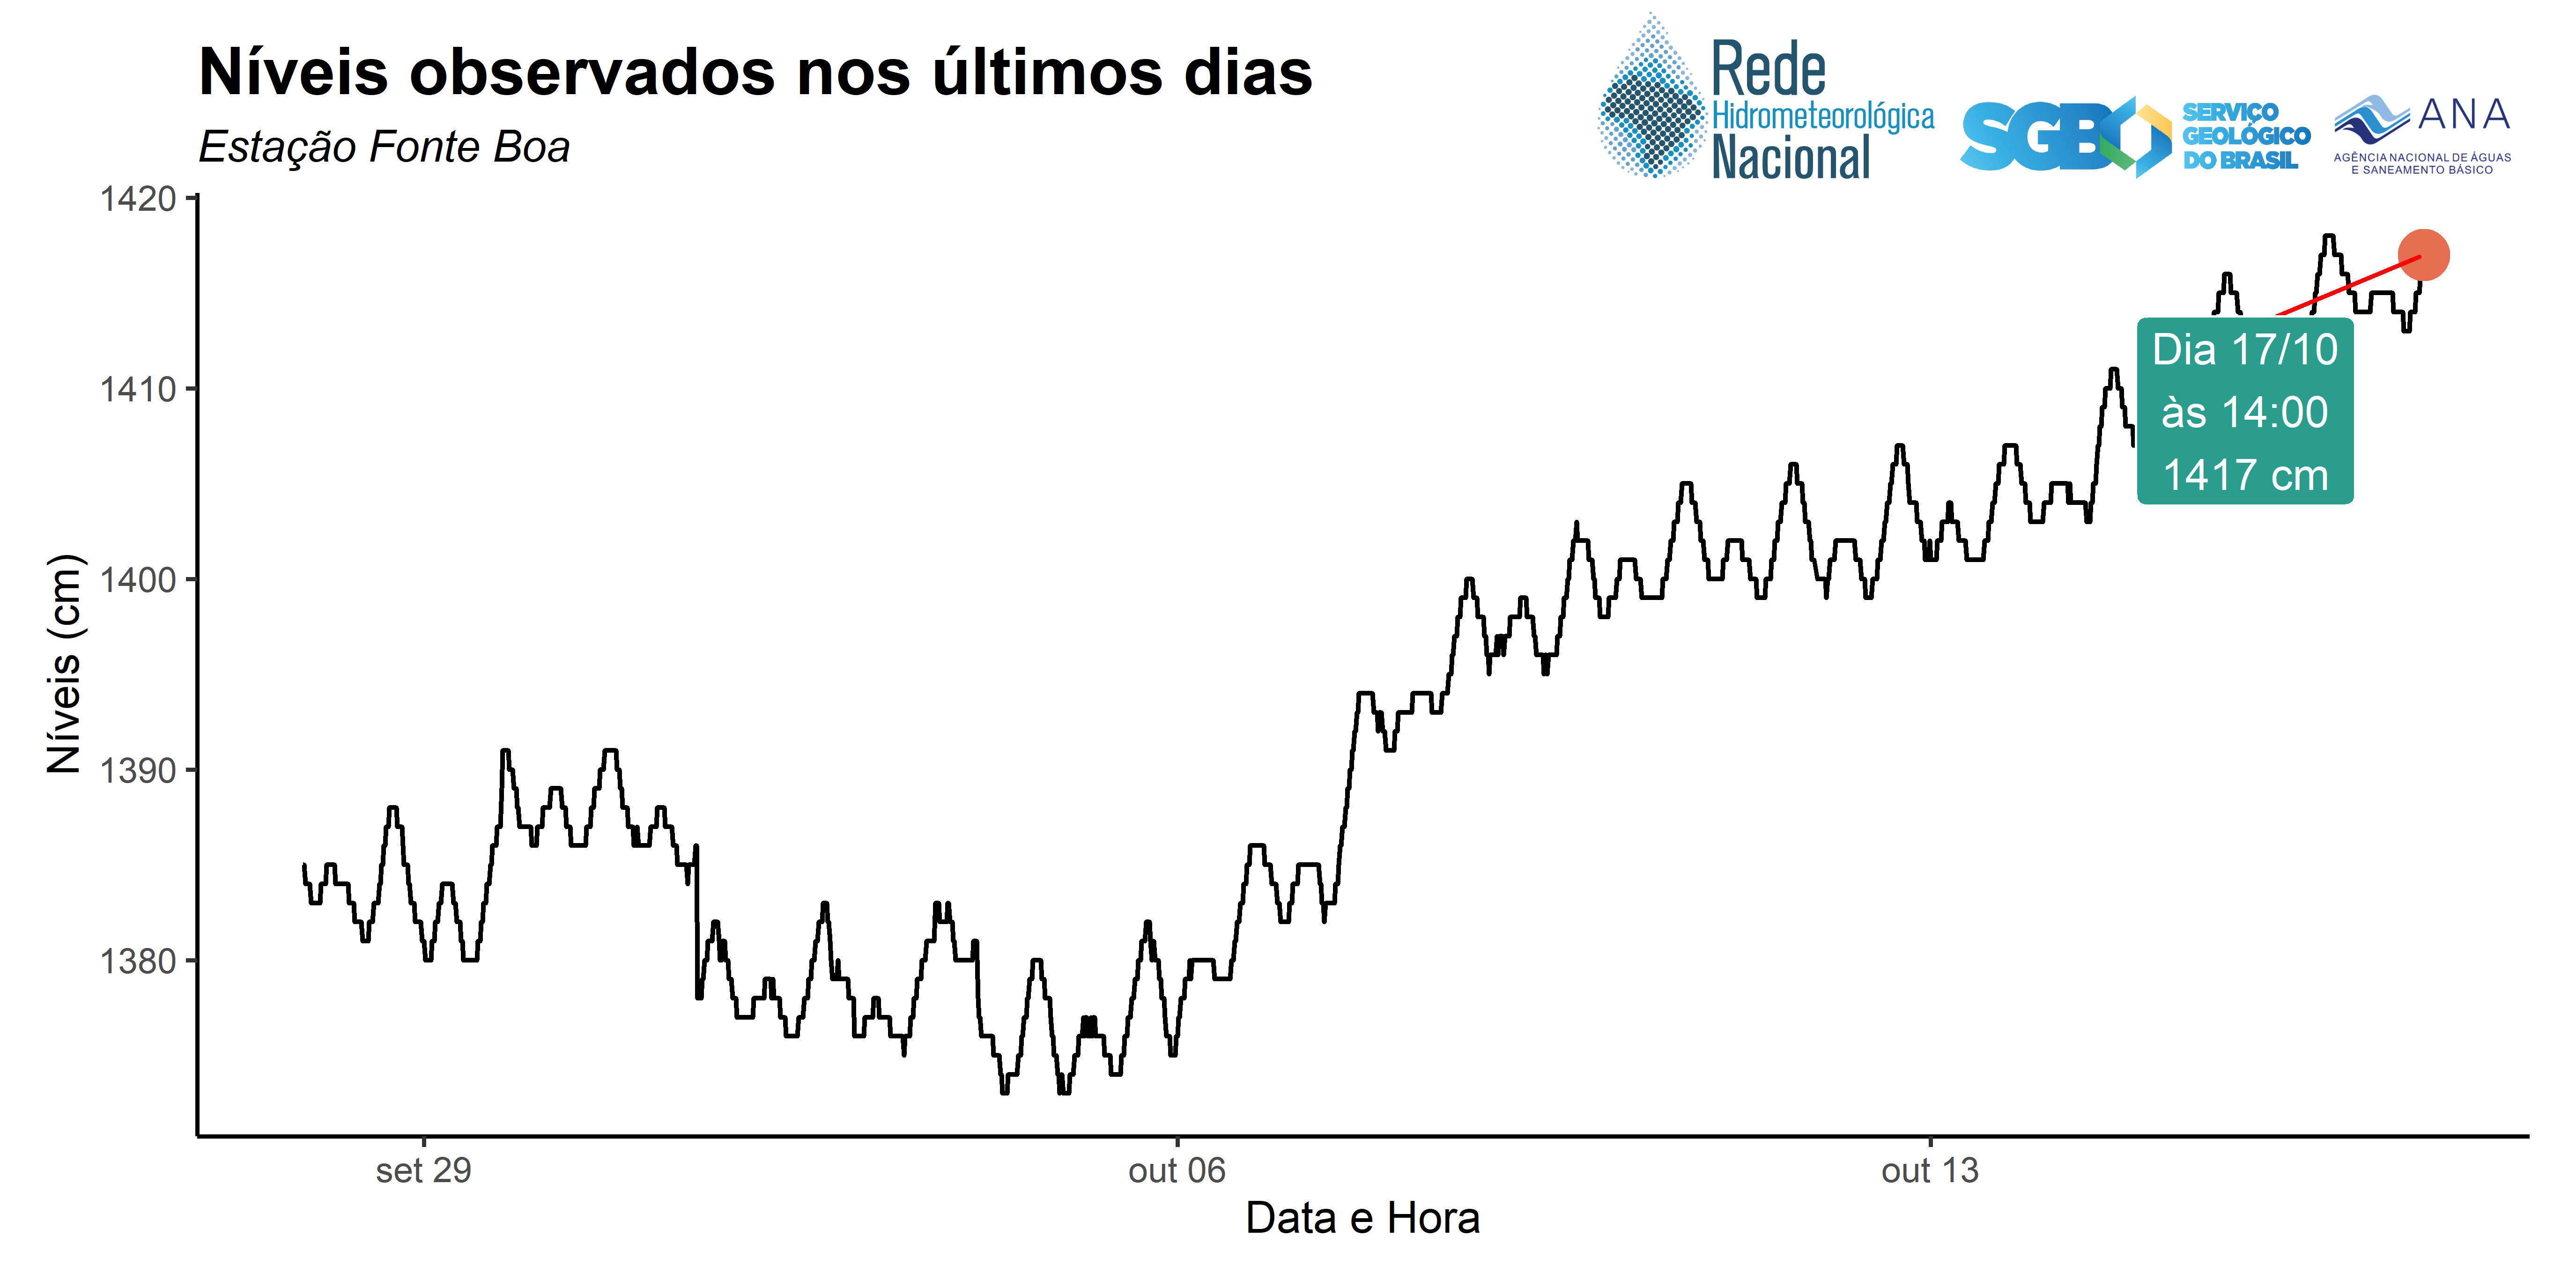 Níveis observados nos últimos dias
Estação Fonte Boa
Rede
Hidrometeorológica
Nacional
SGB
SERVIÇO
GEOLÓGICO
DO BRASIL
ANA
AGÊNCIA NACIONAL DE ÁGUAS
E SANEAMENTO BÁSICO
Níveis (cm)
1420
1410
1400
1390
1380
Dia 17/10
às 14:00
1417 cm
set 29
out 06
out 13
Data e Hora